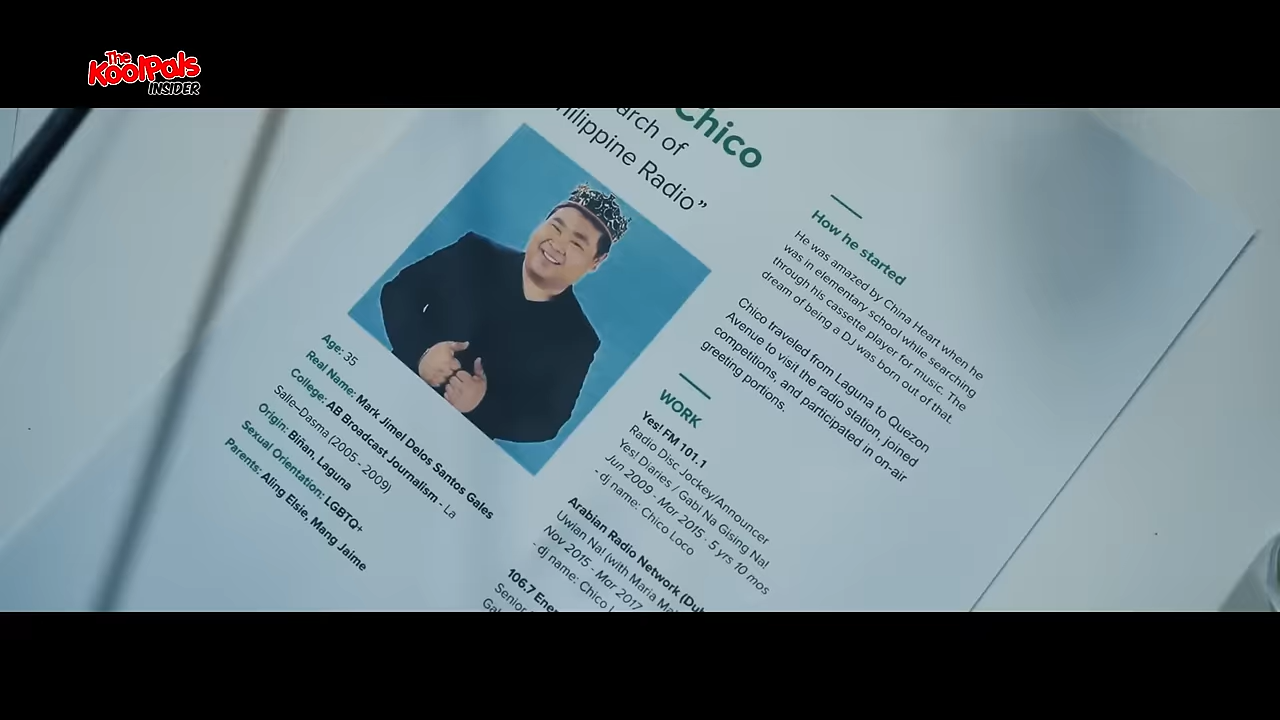 The
KoolPals
INSIDER
Chico
Philippine Radio”
Age: 35
Real Name: Mark Jimel Delos Santos Gales
College: AB Broadcast Journalism - La
Salle–Dasma (2005 - 2009)
Origin: Biñan, Laguna
Sexual Orientation: LGBTQ+
Parents: Aling Elsie, Mang Jaime
How he started
He was amazed by China Heart when he
was in elementary school while searching
through his cassette player for music. The
dream of being a DJ was born out of that.
Chico traveled from Laguna to Quezon
Avenue to visit the radio station, joined
competitions, and participated in on-air
greeting portions.
WORK
Yes! FM 101.1
Radio Disc Jockey/Announcer
Yes! Diaries / Gabi Na Gising Na!
Jun 2009 - Mar 2015 · 5 yrs 10 mos
- dj name: Chico Loco
Arabian Radio Network
Uwian Na! (with Maria
Nov 2015 - Mar 2017
- dj name: Chico
106.7
Senior